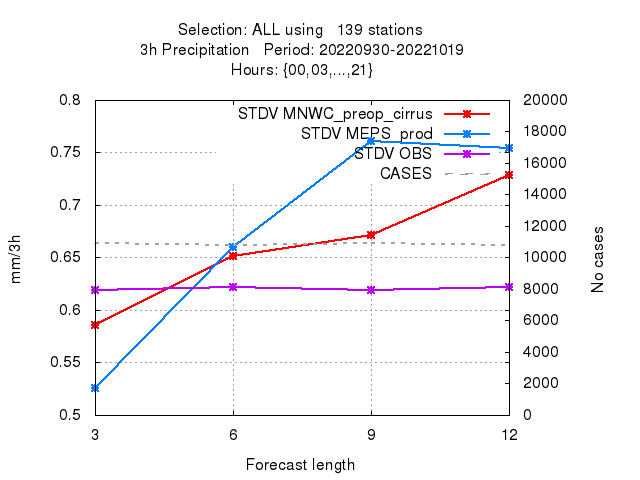 Selection: ALL using   139 stations
3h Precipitation   Period: 20220930-20221019
Hours: {00,03,...,21}
STDV MNWC_preop_cirrus
STDV MEPS_prod
STDV OBS
CASES
mm/3h
0.8
0.75
0.7
0.65
0.6
0.55
0.5
20000
18000
16000
14000
12000
10000
8000
6000
4000
2000
0
No cases
3 6 9 12
Forecast length